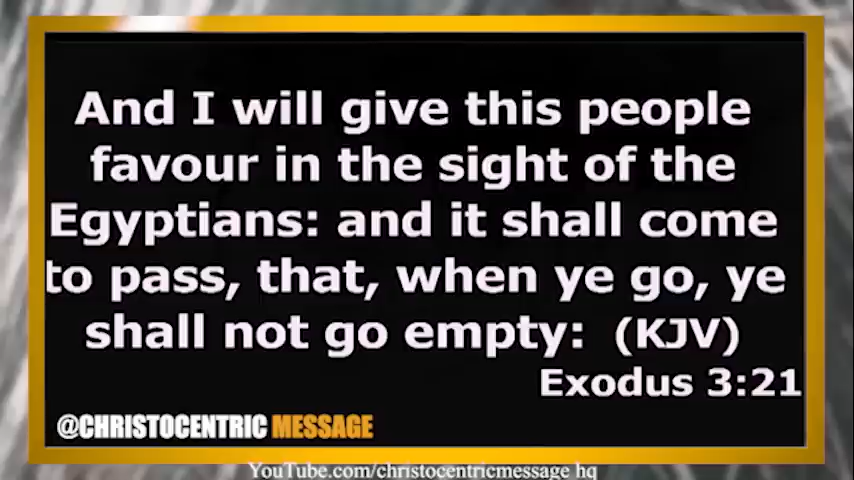 And I will give this people
favour in the sight of the
Egyptians: and it shall come
to pass, that, when ye go, ye
shall not go empty: (KJV)
Exodus 3:21
@CHRISTOCENTRIC MESSAGE
YouTube.com/christocentricmessage hq